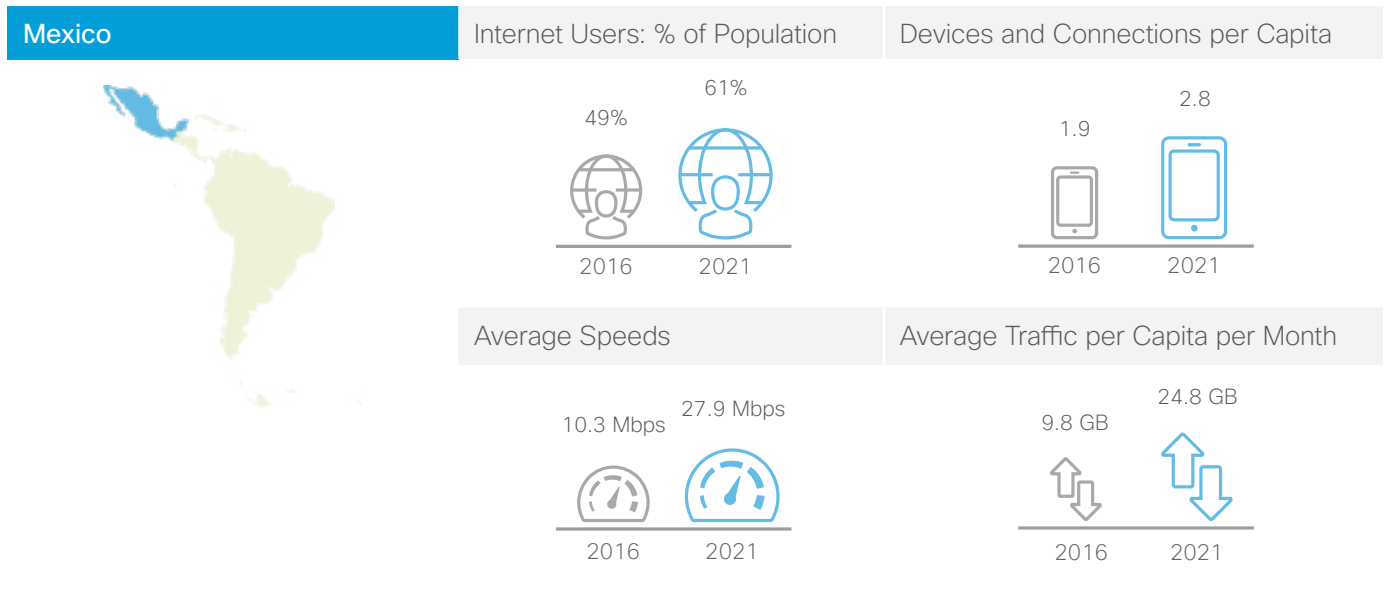 Mexico
Internet Users: % of Population
49%
61%
2016
2021
Devices and Connections per Capita
1.9
2.8
2016
2021
Average Speeds
10.3 Mbps
27.9 Mbps
2016
2021
Average Traffic per Capita per Month
9.8 GB
24.8 GB
2016
2021